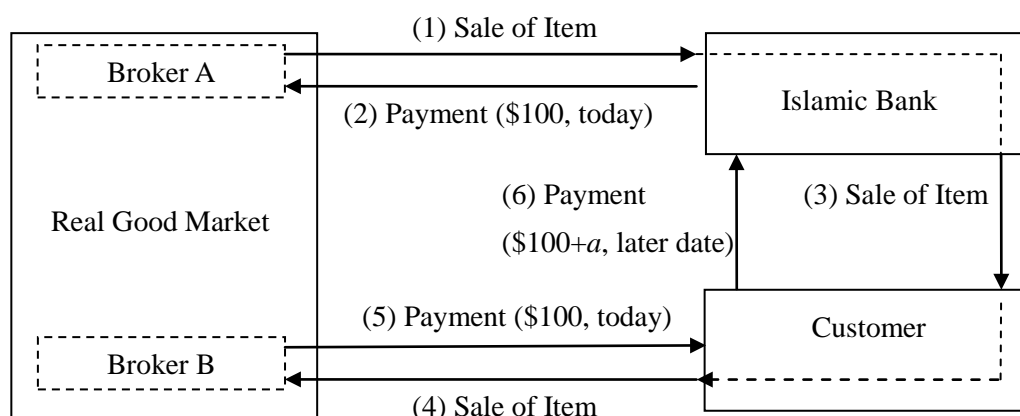 (1) Sale of Item
Broker A
Islamic Bank
(2) Payment ($100, today)
(6) Payment
($100+a, later date)
(3) Sale of Item
Real Good Market
(5) Payment ($100, today)
Customer
Broker B
(4) Sale of Item